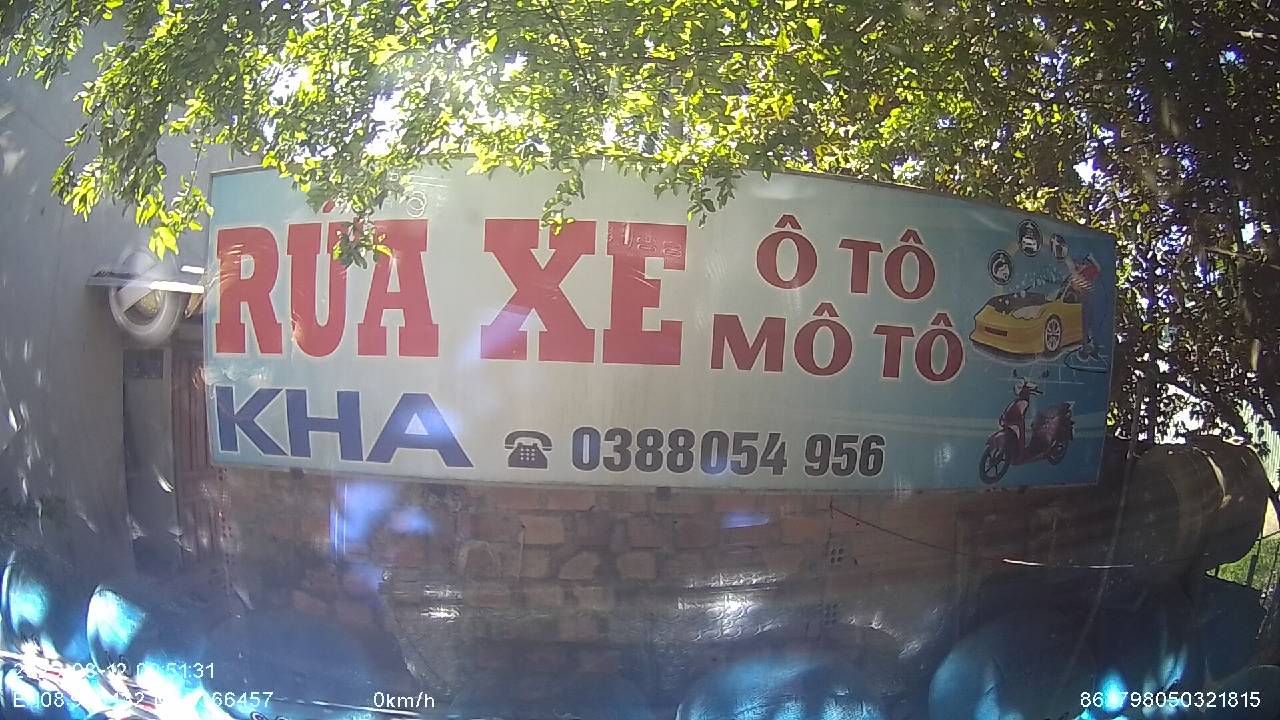 RỬA XE
Ô TÔ
MÔ TÔ
KHA
0388054 956
0km/h